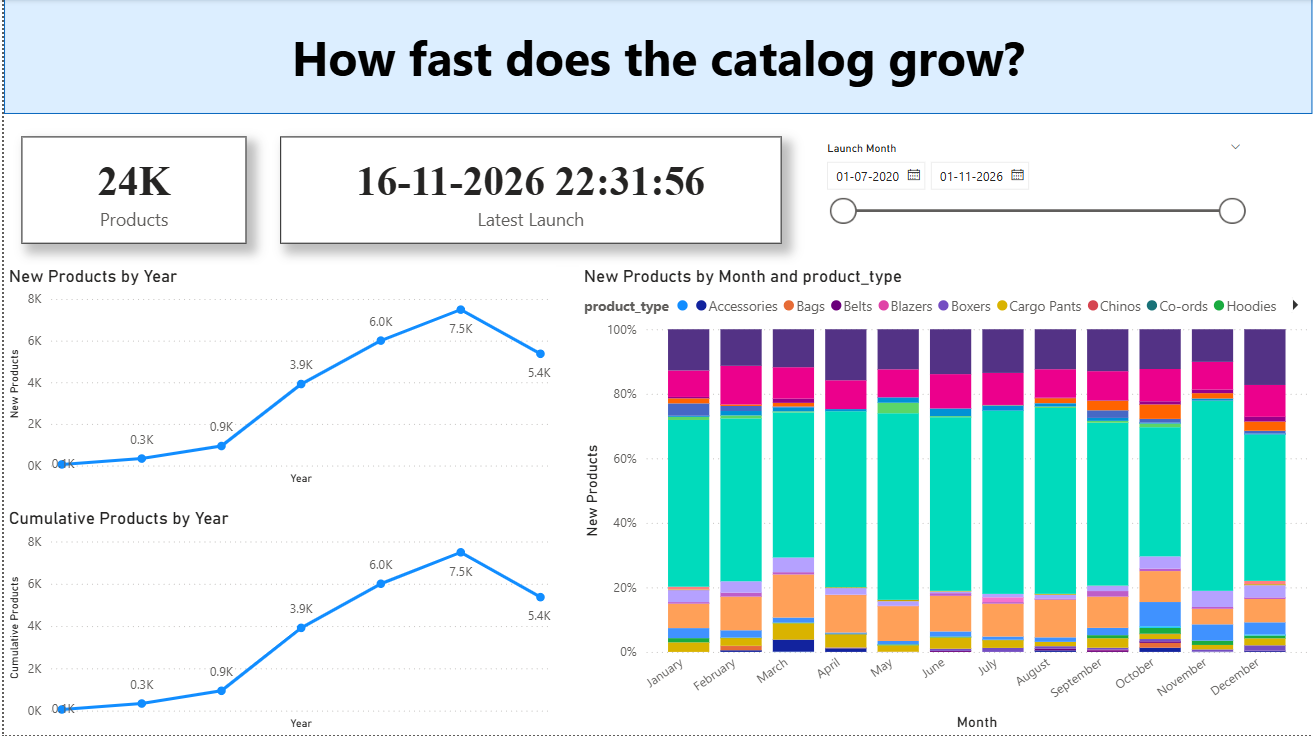 How fast does the catalog grow?
24K
Products
16-11-2026 22:31:56
Latest Launch
Launch Month
01-07-2020
01-11-2026
New Products by Year
New Products
8K
6K
4K
2K
0K
0.3K
0.9K
3.9K
6.0K
7.5K
5.4K
Year
Cumulative Products by Year
Cumulative Products
8K
6K
4K
2K
0K
0.3K
0.9K
3.9K
6.0K
7.5K
5.4K
Year
New Products by Month and product_type
product_type Accessories Bags Belts Blazers Boxers Cargo Pants Chinos Co-ords Hoodies
New Products
100%
80%
60%
40%
20%
0%
January
February
March
April
May
June
July
August
September
October
November
December
Month